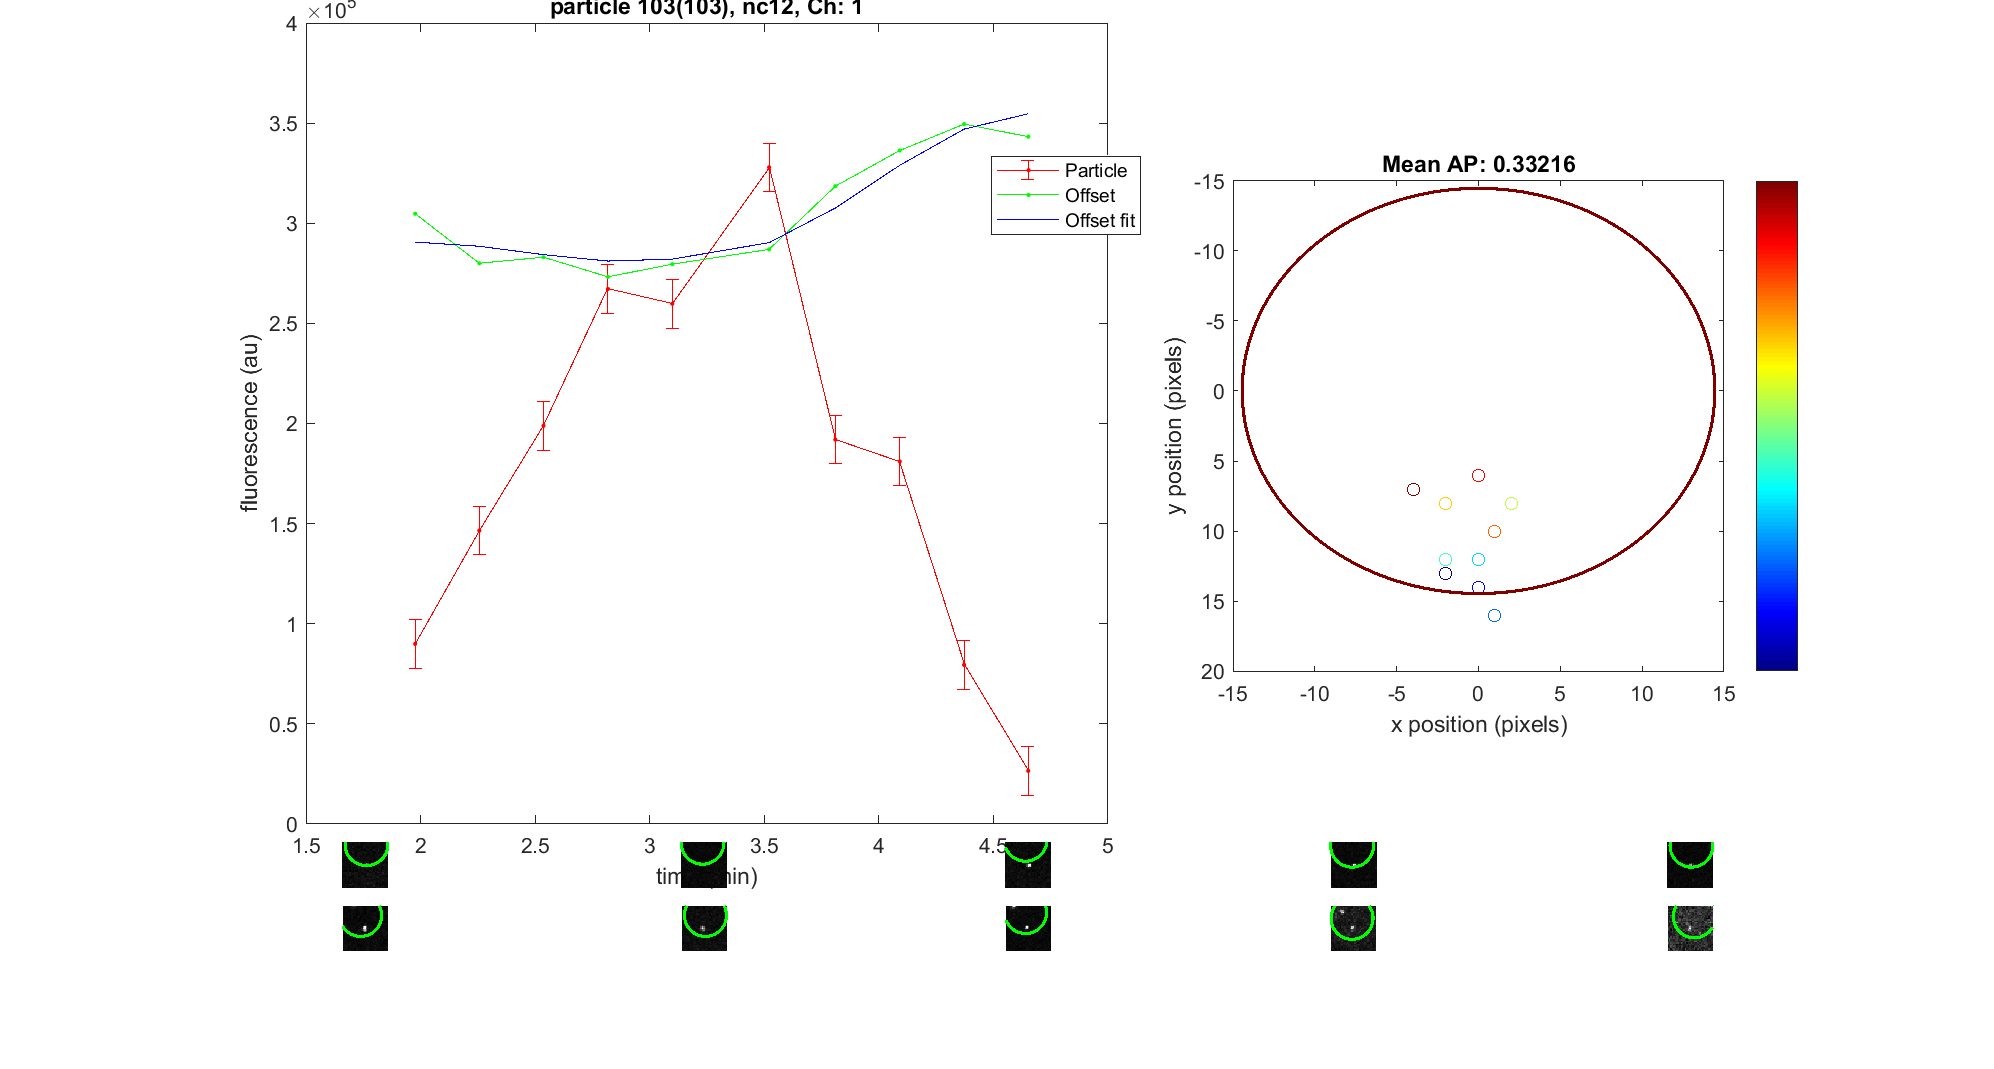 particle 103(103), nc12, Ch: 1
×10⁵
4
3.5
3
2.5
2
1.5
1
0.5
0
fluorescence (au)
1.5 2 2.5 3 3.5 4 4.5 5
Particle
Offset
Offset fit
Mean AP: 0.33216
-15
-10
-5
0
5
10
15
20
y position (pixels)
-15 -10 -5 0 5 10 15
x position (pixels)